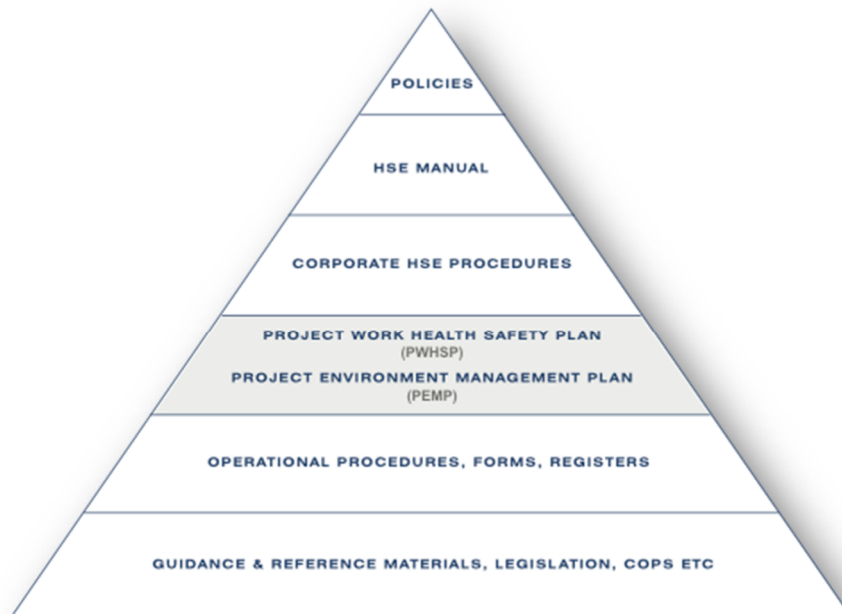 POLICIES
HSE MANUAL
CORPORATE HSE PROCEDURES
PROJECT WORK HEALTH SAFETY PLAN
(PWHSP)
PROJECT ENVIRONMENT MANAGEMENT PLAN
(PEMP)
OPERATIONAL PROCEDURES, FORMS, REGISTERS
GUIDANCE & REFERENCE MATERIALS, LEGISLATION, COPS ETC